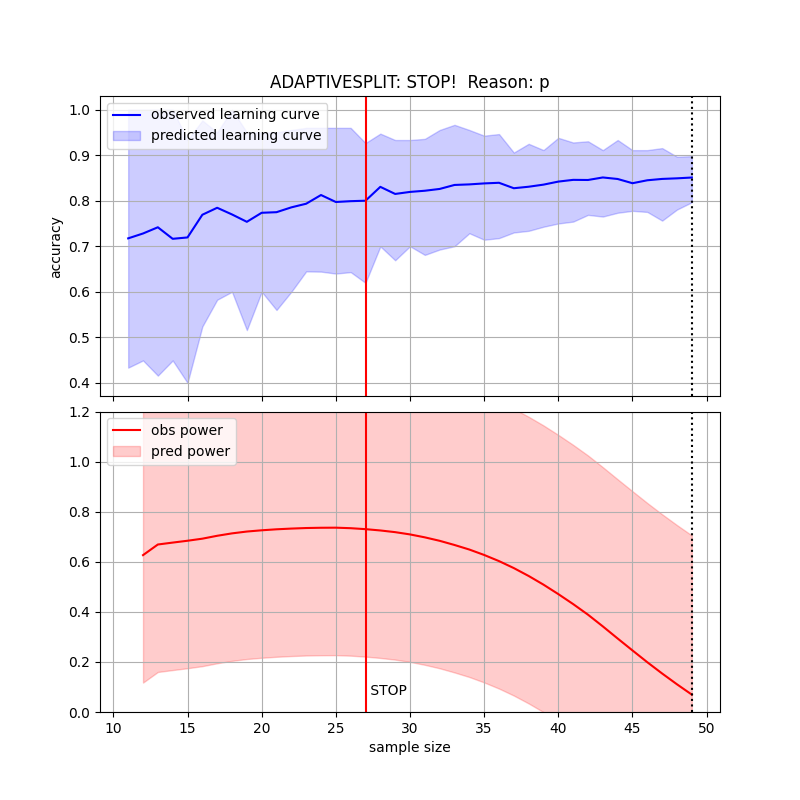 ADAPTIVESPLIT: STOP!  Reason: p
observed learning curve
predicted learning curve
1.0
0.9
0.8
0.7
0.6
0.5
0.4
accuracy
obs power
pred power
1.2
1.0
0.8
0.6
0.4
0.2
0.0
STOP
10 15 20 25 30 35 40 45 50
sample size